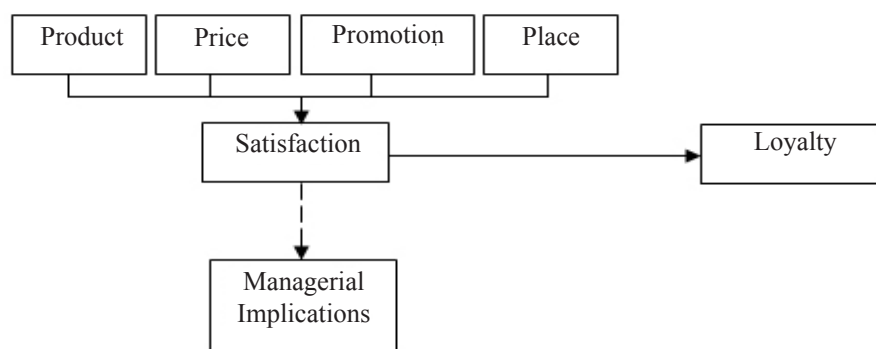 Product
Price
Promotion
Place
Satisfaction
Loyalty
Managerial
Implications